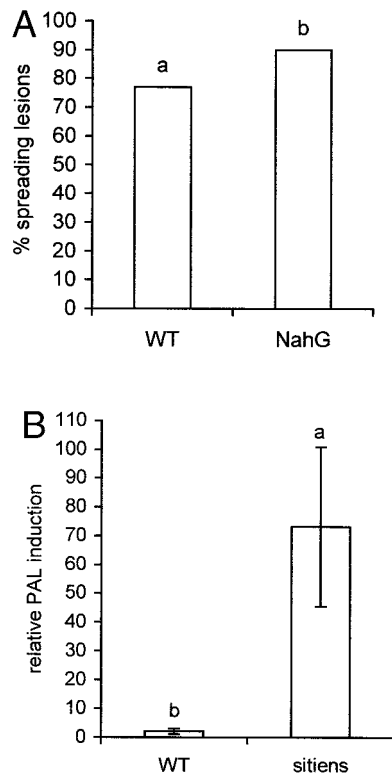 A
% spreading lesions
100
90
80
70
60
50
40
30
20
10
0
a
b
WT
NahG
B
relative PAL induction
110
100
90
80
70
60
50
40
30
20
10
0
b
a
WT
sitiens